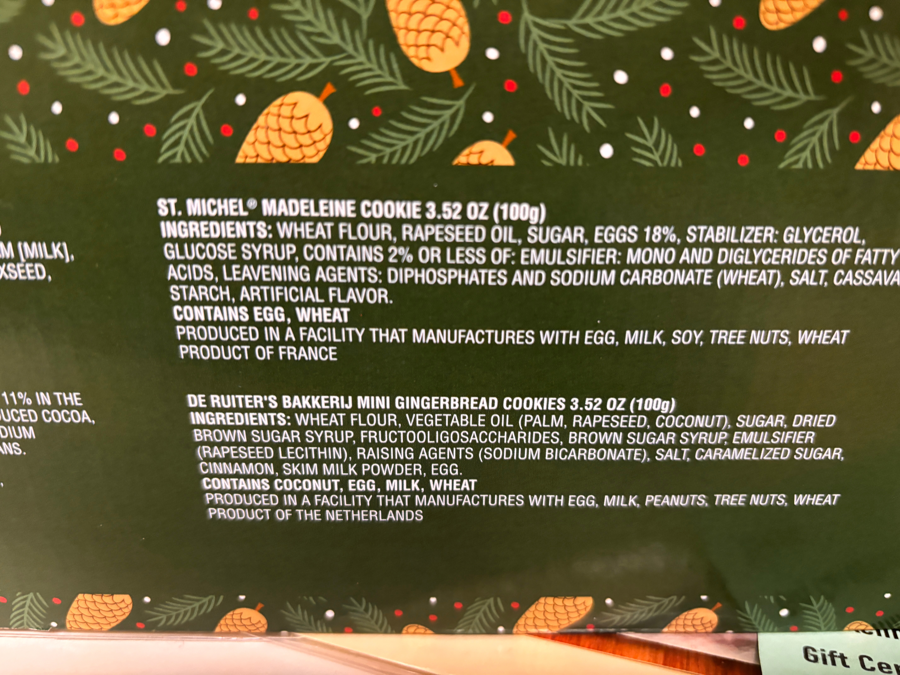 ST. MICHEL® MADELEINE COOKIE 3.52 OZ (100g)
INGREDIENTS: WHEAT FLOUR, RAPESEED OIL, SUGAR, EGGS 18%, STABILIZER: GLYCEROL,
GLUCOSE SYRUP, CONTAINS 2% OR LESS OF: EMULSIFIER: MONO AND DIGLYCERIDES OF FATTY
ACIDS, LEAVENING AGENTS: DIPHOSPHATES AND SODIUM CARBONATE (WHEAT), SALT, CASSAVA
STARCH, ARTIFICIAL FLAVOR.
CONTAINS EGG, WHEAT
PRODUCED IN A FACILITY THAT MANUFACTURES WITH EGG, MILK, SOY, TREE NUTS, WHEAT
PRODUCT OF FRANCE
[MILK],
11% IN THE
COCOA,
DE RUITER'S BAKKERIJ MINI GINGERBREAD COOKIES 3.52 OZ (100g)
INGREDIENTS: WHEAT FLOUR, VEGETABLE OIL (PALM, RAPESEED, COCONUT), SUGAR, DRIED
BROWN SUGAR SYRUP, FRUCTOOLIGOSACCHARIDES, BROWN SUGAR SYRUP, EMULSIFIER
(RAPESEED LECITHIN), RAISING AGENTS (SODIUM BICARBONATE), SALT, CARAMELIZED SUGAR,
CINNAMON, SKIM MILK POWDER, EGG.
CONTAINS COCONUT, EGG, MILK, WHEAT
PRODUCED IN A FACILITY THAT MANUFACTURES WITH EGG, MILK, PEANUTS, TREE NUTS, WHEAT
PRODUCT OF THE NETHERLANDS
Gift